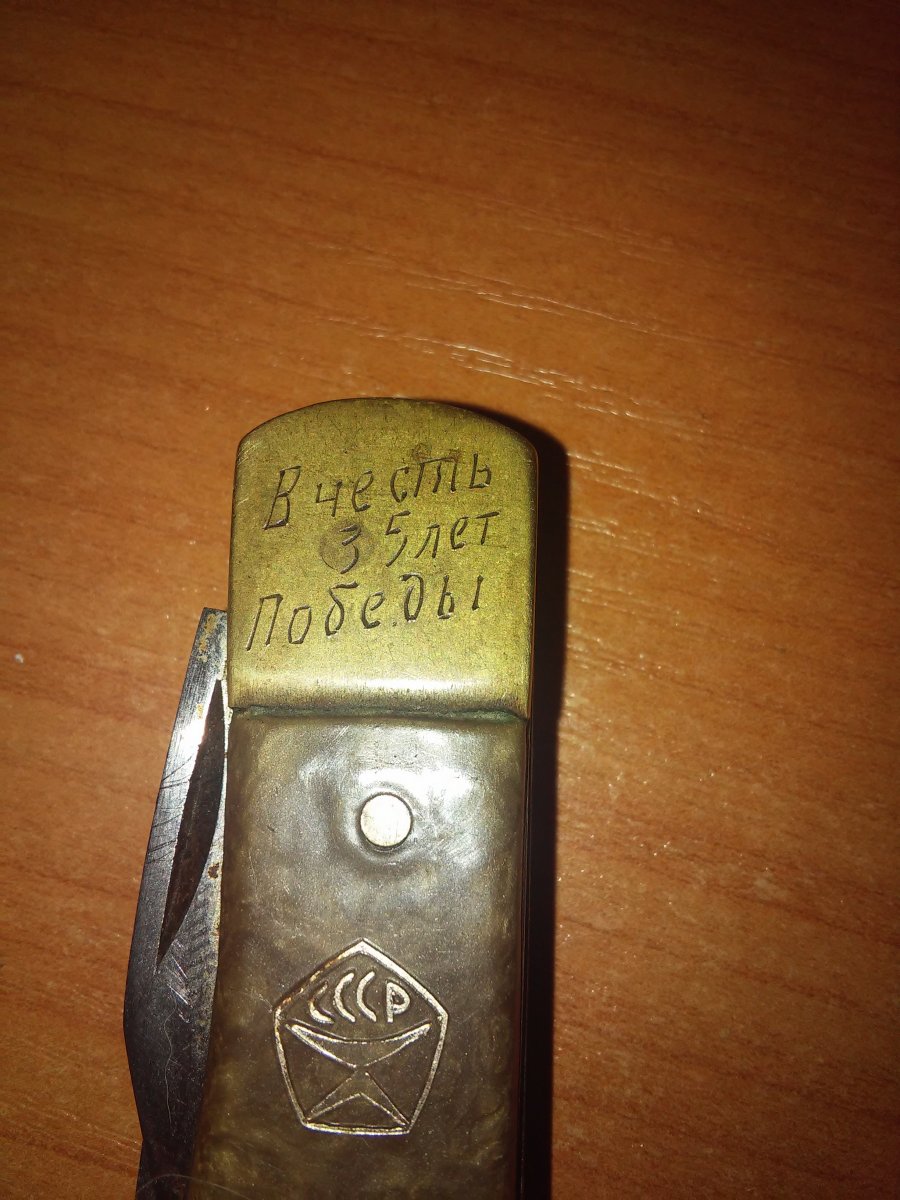 В честь
35 лет
Победы
СССР